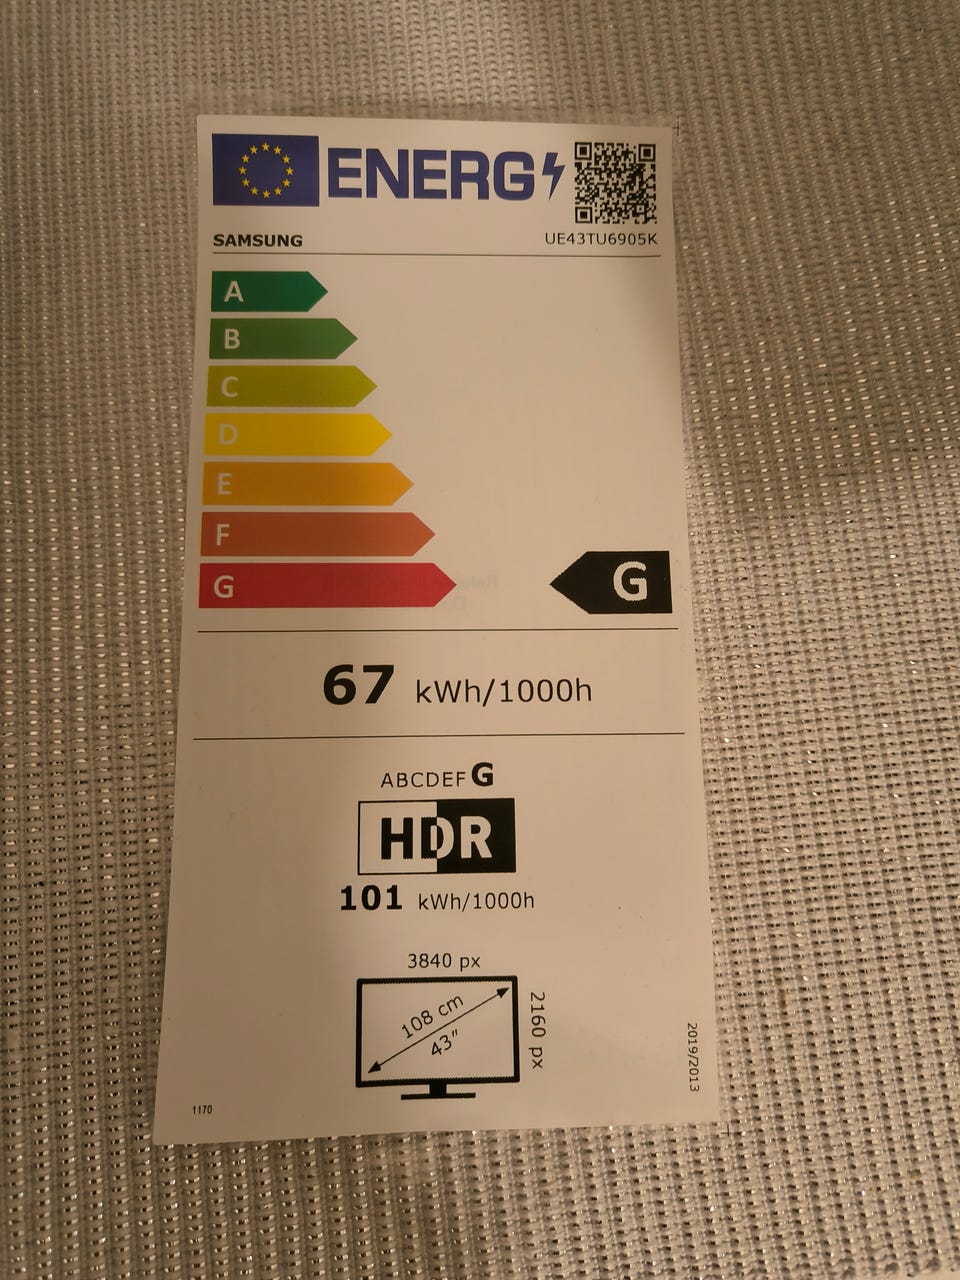 ENERG
SAMSUNG
UE43TU6905K
A
B
C
D
E
F
G
G
67 kWh/1000h
ABCDEFG
HDR
101 kWh/1000h
3840 px
108 cm
43"
2160 px
2019/2013
1170